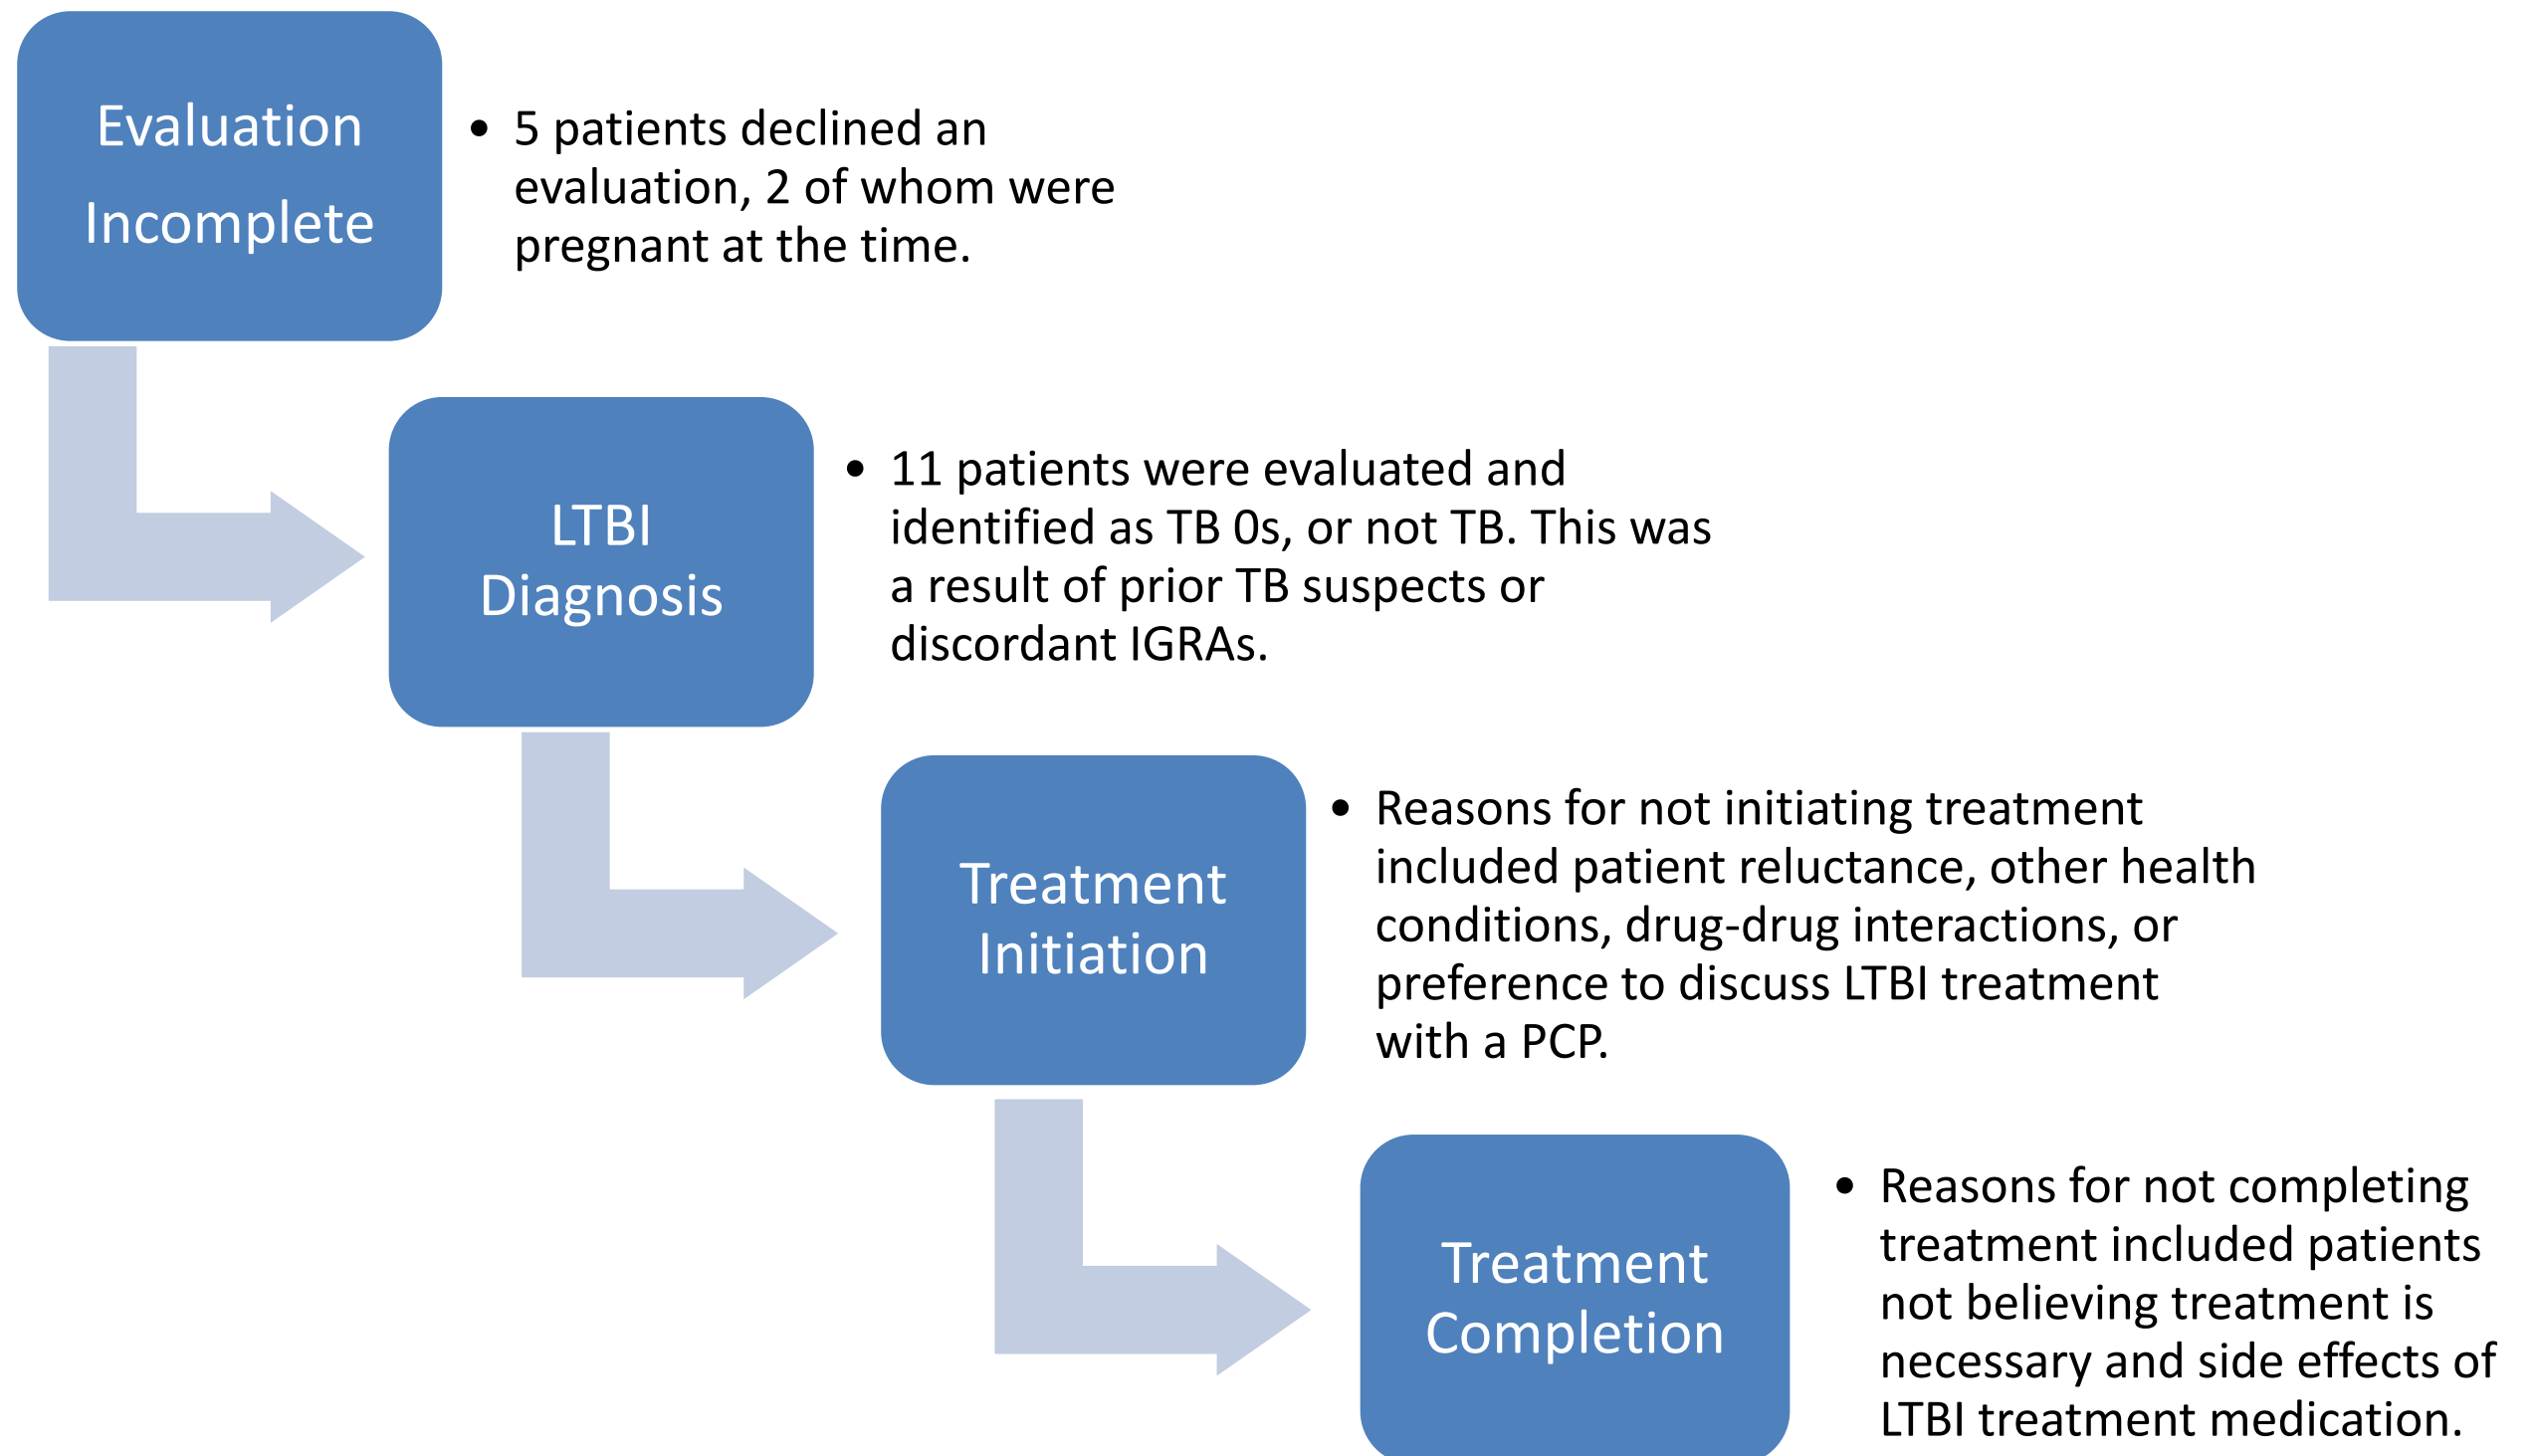 Evaluation
Incomplete
• 5 patients declined an
evaluation, 2 of whom were
pregnant at the time.
LTBI
Diagnosis
• 11 patients were evaluated and
identified as TB 0s, or not TB. This was
a result of prior TB suspects or
discordant IGRAs.
Treatment
Initiation
• Reasons for not initiating treatment
included patient reluctance, other health
conditions, drug-drug interactions, or
preference to discuss LTBI treatment
with a PCP.
Treatment
Completion
• Reasons for not completing
treatment included patients
not believing treatment is
necessary and side effects of
LTBI treatment medication.